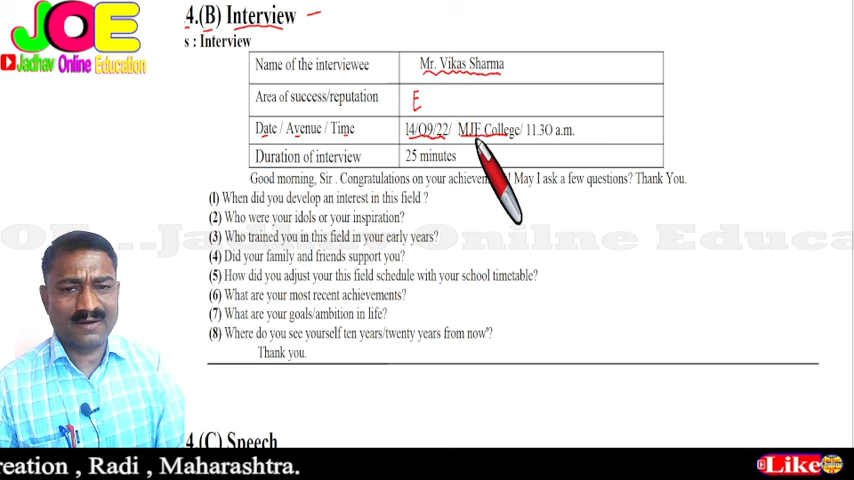 JOE
Jadhav Online Education
4.(B) Interview –
s : Interview
Name of the interviewee Mr. Vikas Sharma
Area of success/reputation E
Date / Avenue / Time 14/O9/22/ MJF College/ 11.3O a.m.
Duration of interview 25 minutes
Good morning, Sir . Congratulations on your May I ask a few questions? Thank You.
(1) When did you develop an interest in this field ?
(2) Who were your idols or your inspiration?
(3) Who trained you in this field in your early years?
(4) Did your family and friends support you?
(5) How did you adjust your this field schedule with your school timetable?
(6) What are your most recent achievements?
(7) What are your goals/ambition in life?
(8) Where do you see yourself ten years/twenty years from now"?
Thank you.
...Jadhav Onilne Educa
4.(C) Speech
reation , Radi , Maharashtra.
Like